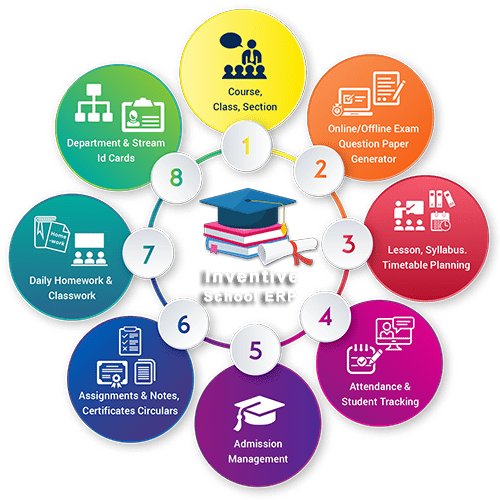 Course,
Class, Section
1
Online/Offline Exam
Question Paper
Generator
2
Lesson, Syllabus.
Timetable Planning
3
Attendance &
Student Tracking
4
Admission
Management
5
Assignments & Notes,
Certificates Circulars
6
Home
-work
Daily Homework &
Classwork
7
Department & Stream
Id Cards
8
Inventive
School ERP